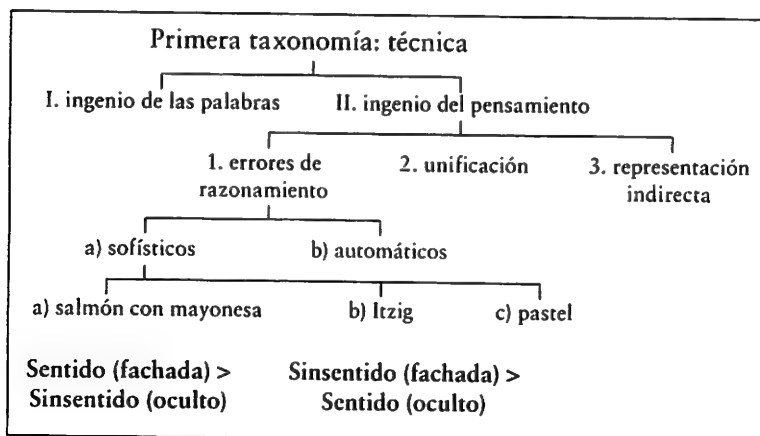 Primera taxonomía: técnica
I. ingenio de las palabras II. ingenio del pensamiento
1. errores de 2. unificación 3. representación
razonamiento indirecta
a) sofísticos b) automáticos
a) salmón con mayonesa b) Itzig c) pastel
Sentido (fachada) > Sinsentido (fachada) >
Sinsentido (oculto) Sentido (oculto)